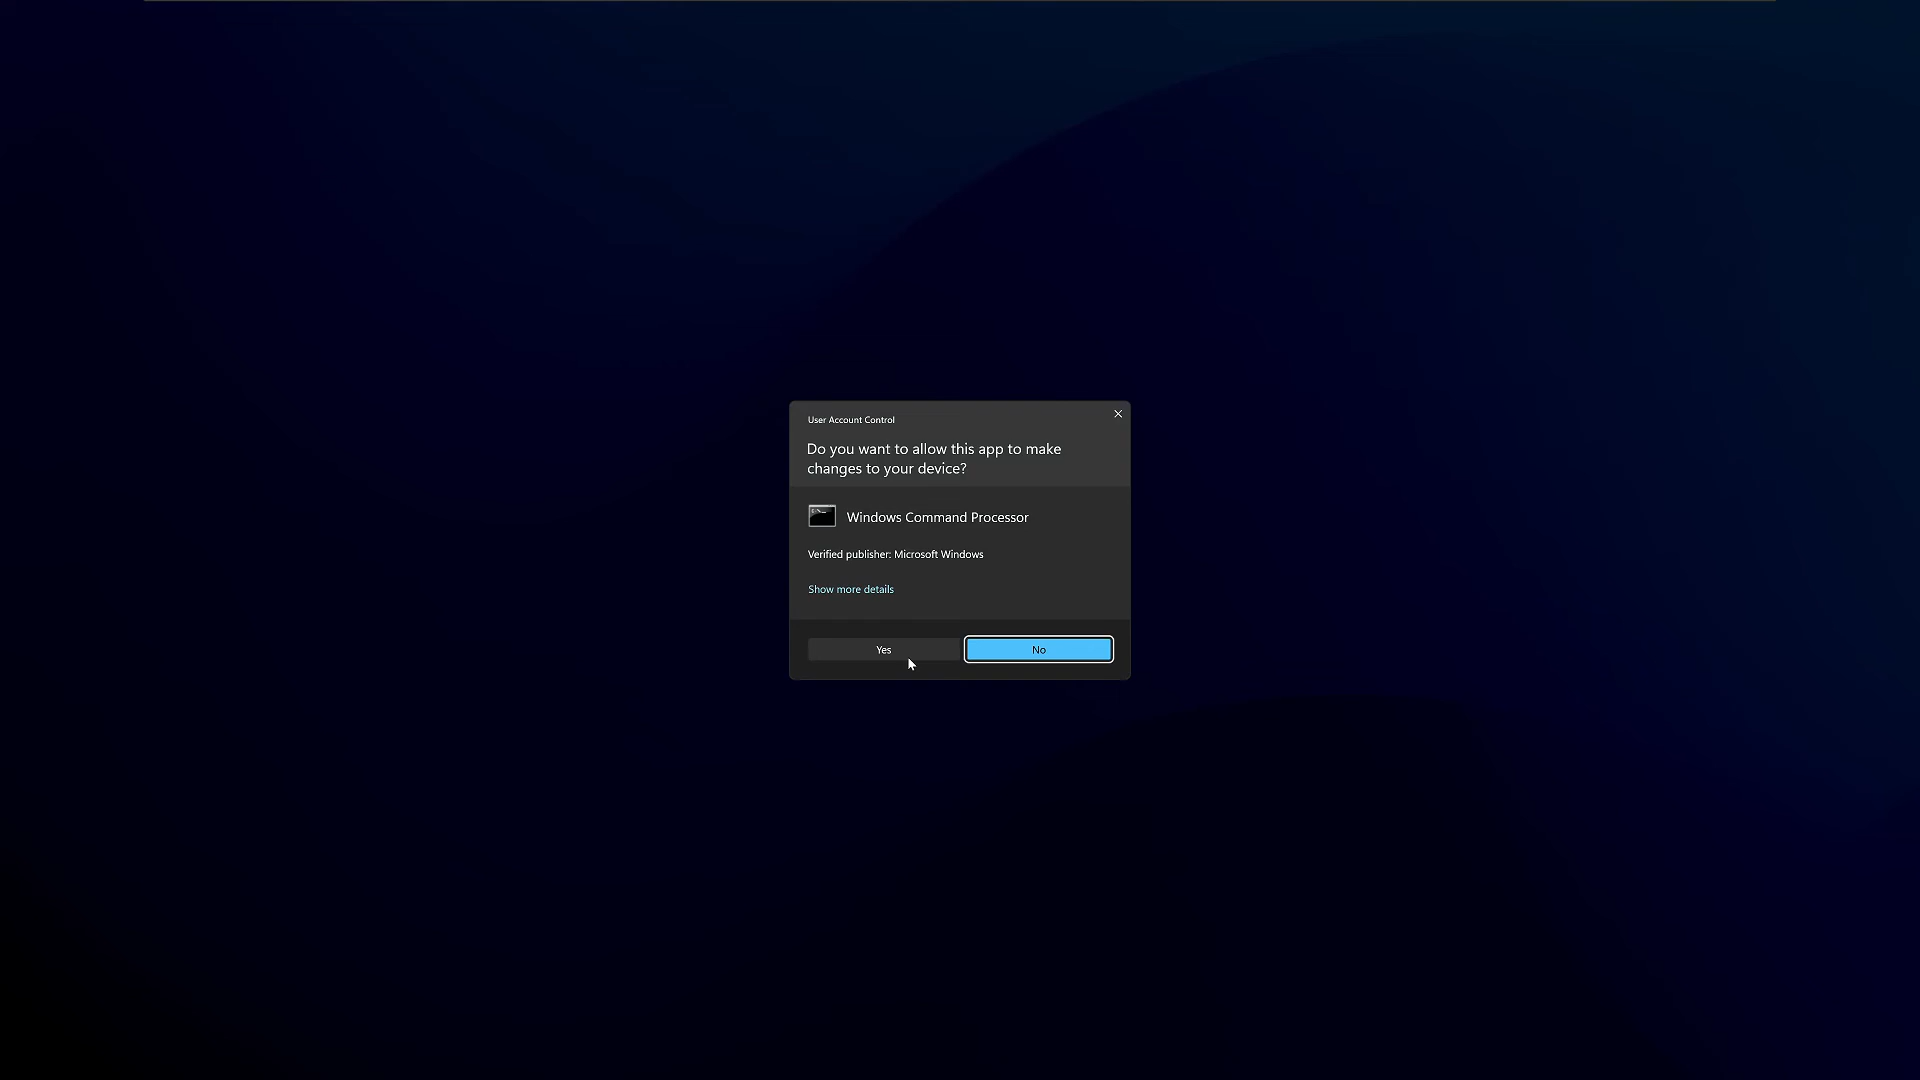 User Account Control
Do you want to allow this app to make
changes to your device?
Windows Command Processor
Verified publisher: Microsoft Windows
Show more details
Yes
No